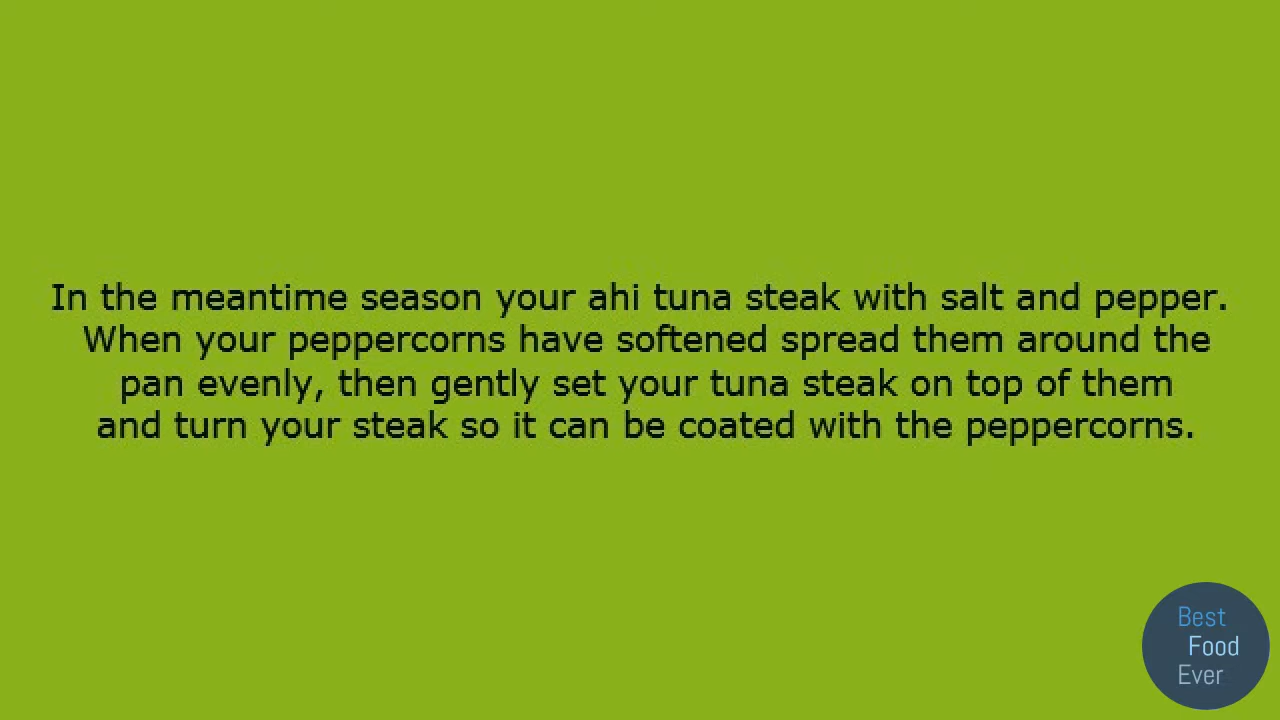 In the meantime season your ahi tuna steak with salt and pepper.
When your peppercorns have softened spread them around the
pan evenly, then gently set your tuna steak on top of them
and turn your steak so it can be coated with the peppercorns.
Best
Food
Ever